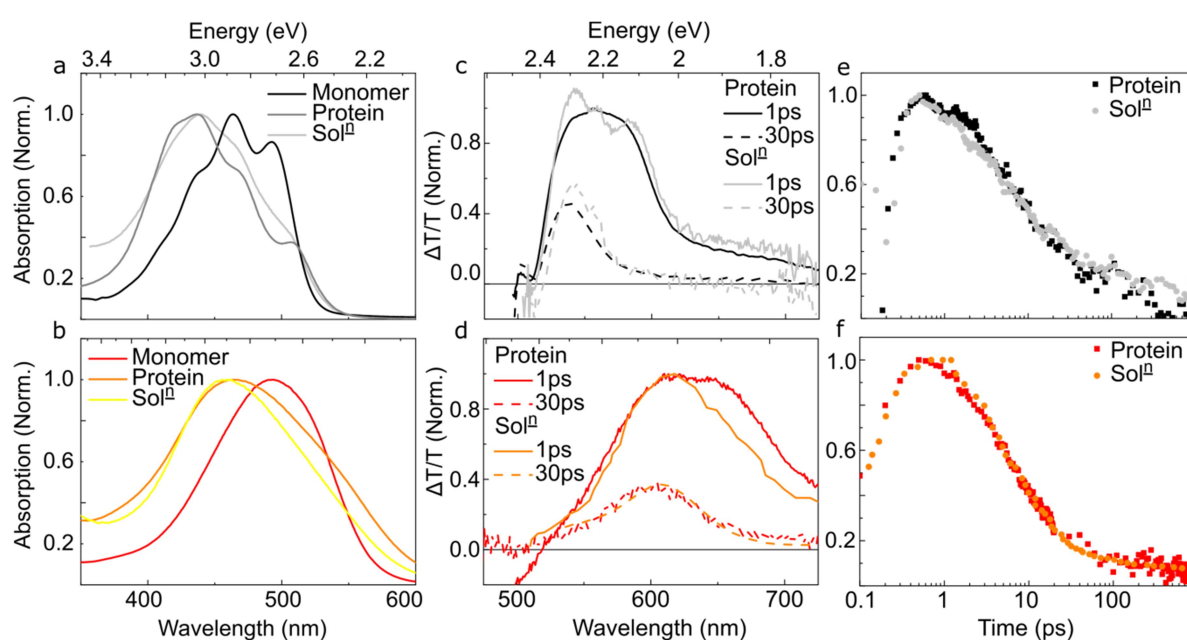 Energy (eV)
3.4 3.0 2.6 2.2
a
Absorption (Norm.)
1.0
0.6
0.2
Monomer
Protein
Solⁿ
Energy (eV)
2.4 2.2 2 1.8
c
ΔT/T (Norm.)
0.8
0.4
0.0
Protein
1ps
30ps
Solⁿ
1ps
30ps
e
1.0
0.6
0.2
Protein
Solⁿ
b
Absorption (Norm.)
1.0
0.6
0.2
Monomer
Protein
Solⁿ
400 500 600
Wavelength (nm)
d
ΔT/T (Norm.)
0.8
0.4
0.0
Protein
1ps
30ps
Solⁿ
1ps
30ps
500 600 700
Wavelength (nm)
f
1.0
0.6
0.2
Protein
Solⁿ
0.1 1 10 100
Time (ps)